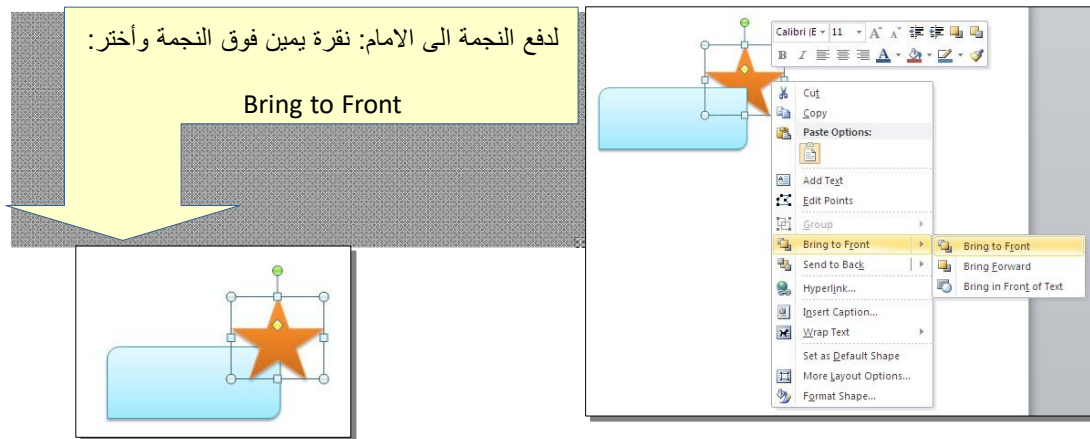 لدفع النجمة الى الامام: نقرة يمين فوق النجمة وأختر:
Bring to Front
Calibri (E 11 A A
B I A
Cut
Copy
Paste Options:
Add Text
Edit Points
Group
Bring to Front
Send to Back
Hyperlink...
Insert Caption...
Wrap Text
Set as Default Shape
More Layout Options...
Format Shape...
Bring to Front
Bring Forward
Bring in Front of Text